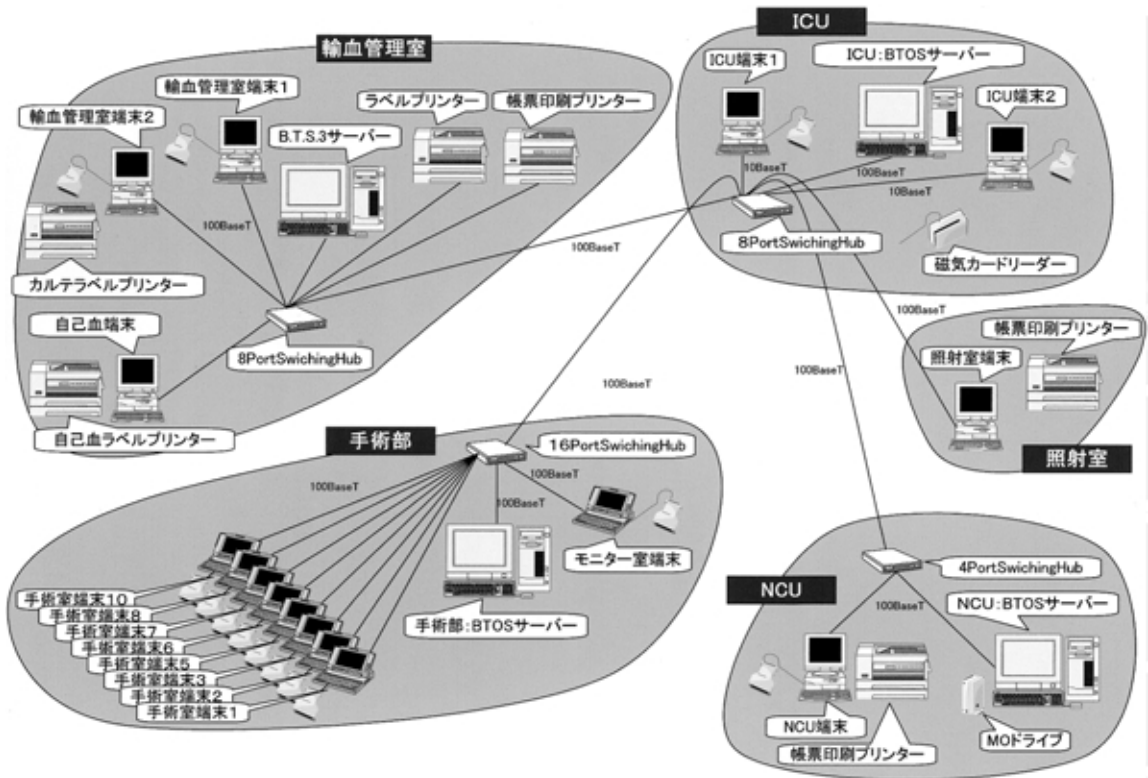 輸血管理室
輸血管理室端末1
輸血管理室端末2
B.T.S.3サーバー
ラベルプリンター
帳票印刷プリンター
100BaseT
カルテラベルプリンター
自己血端末
8PortSwichingHub
自己血ラベルプリンター
100BaseT
ICU
ICU端末1
ICU:BTOSサーバー
ICU端末2
10BaseT
100BaseT
10BaseT
8PortSwichingHub
磁気カードリーダー
100BaseT
帳票印刷プリンター
照射室端末
照射室
100BaseT
100BaseT
手術部
16PortSwichingHub
100BaseT
100BaseT
100BaseT
モニター室端末
手術部:BTOSサーバー
手術室端末10
手術室端末8
手術室端末7
手術室端末6
手術室端末5
手術室端末3
手術室端末2
手術室端末1
NCU
4PortSwichingHub
100BaseT
NCU:BTOSサーバー
NCU端末
帳票印刷プリンター
MOドライブ